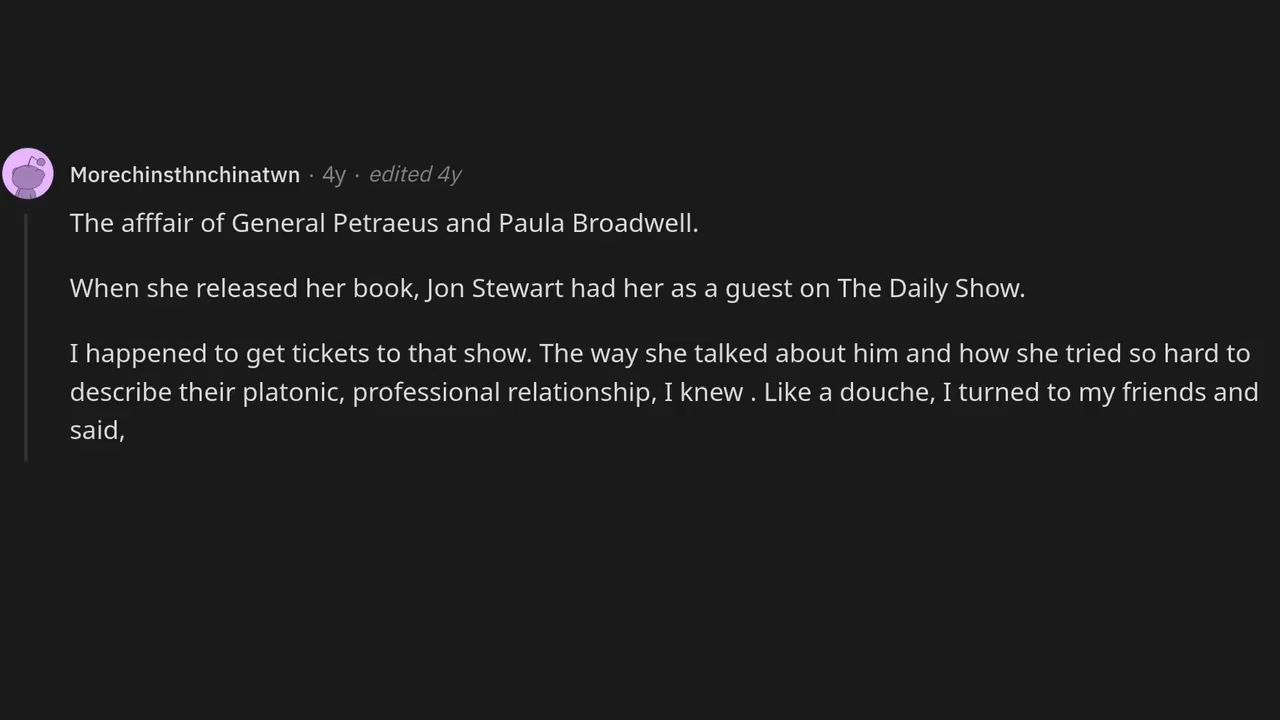 Morechinsthnchinatwn · 4y · edited 4y
The afffair of General Petraeus and Paula Broadwell.
When she released her book, Jon Stewart had her as a guest on The Daily Show.
I happened to get tickets to that show. The way she talked about him and how she tried so hard to
describe their platonic, professional relationship, I knew . Like a douche, I turned to my friends and
said,